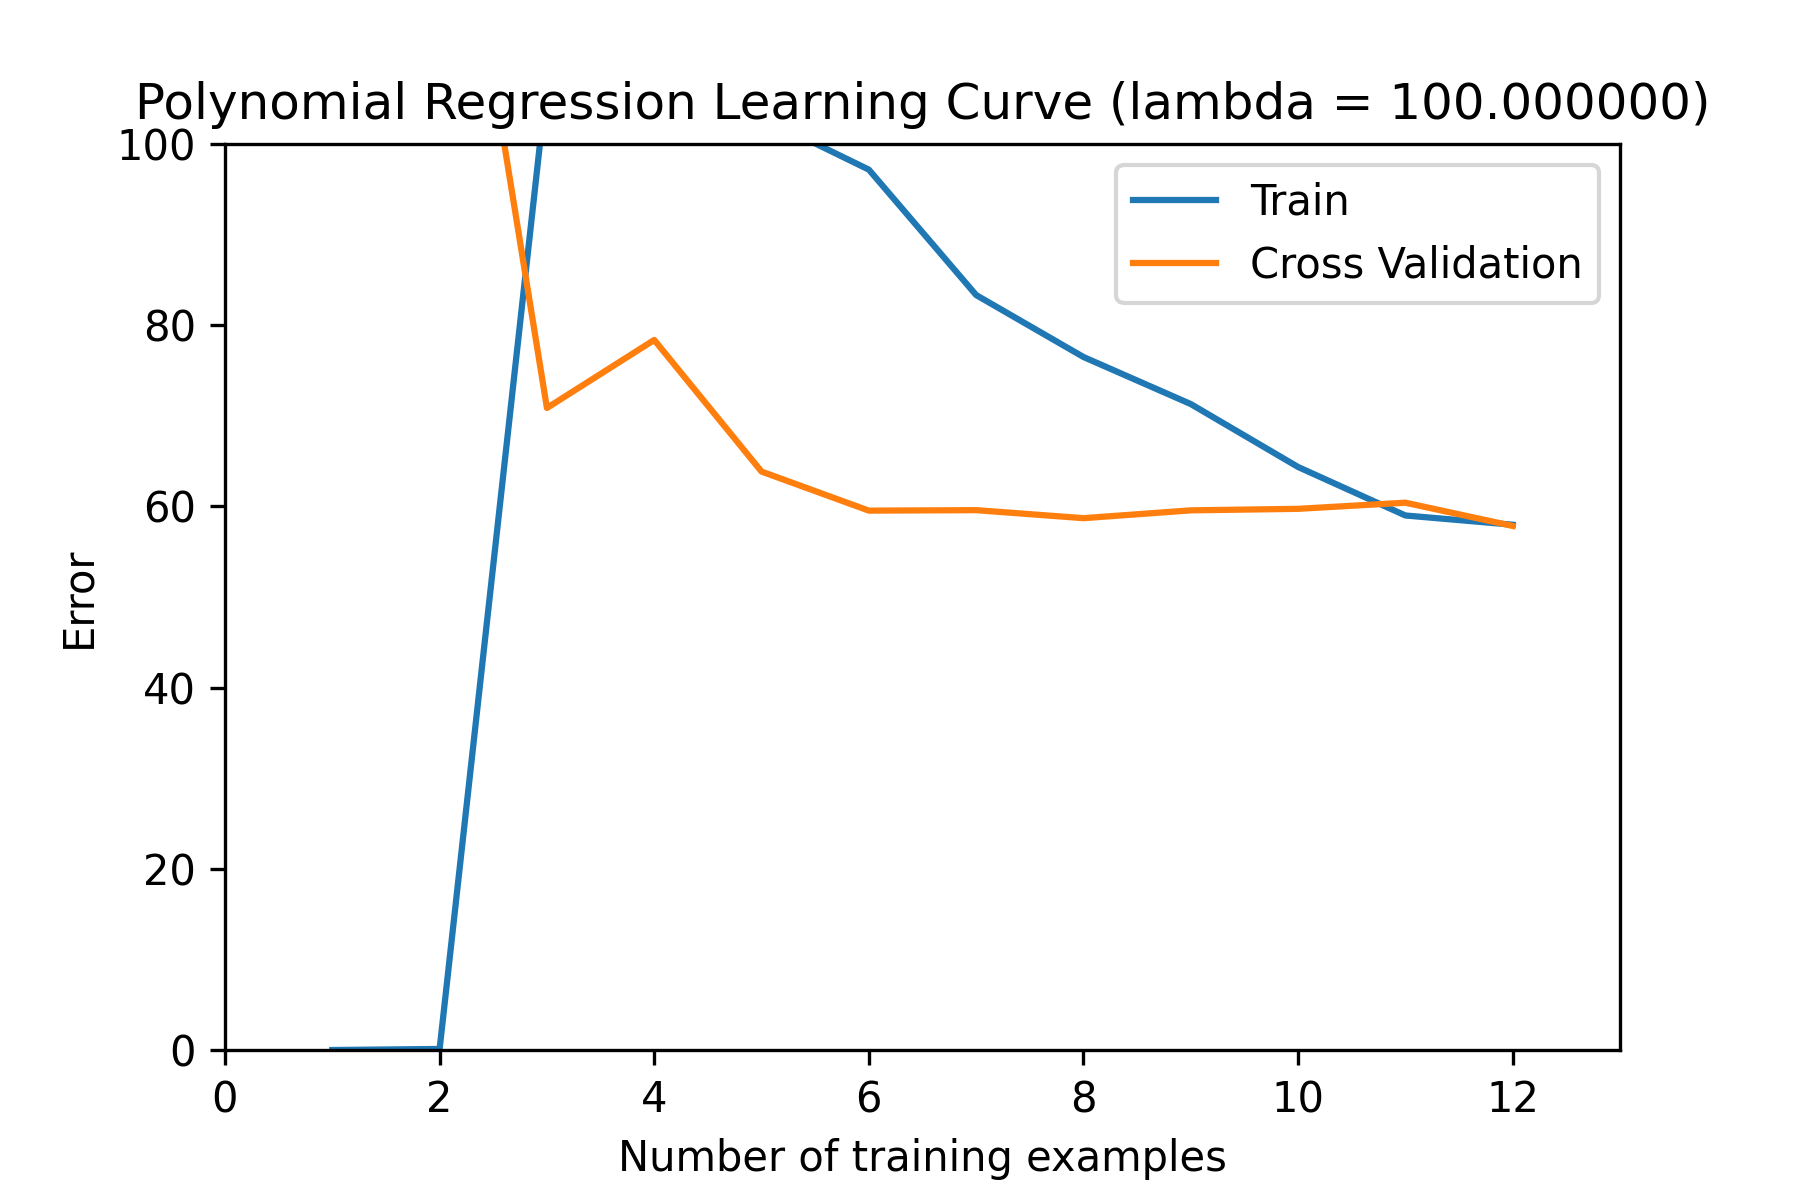 Polynomial Regression Learning Curve (lambda = 100.000000)
100
80
60
40
20
0
Error
Train
Cross Validation
0 2 4 6 8 10 12
Number of training examples